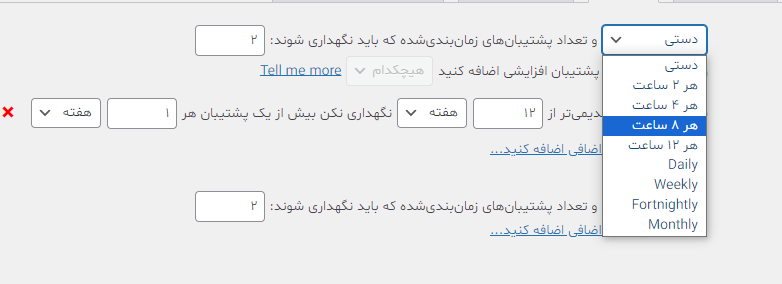 دستی و تعداد پشتیبان‌های زمان‌بندی‌شده که باید نگهداری شوند: ۲
دستی
هر ۲ ساعت
هر ۴ ساعت
هر ۸ ساعت
هر ۱۲ ساعت
Daily
Weekly
Fortnightly
Monthly
پشتیبان افزایشی اضافه کنید هیچکدام Tell me more
از ۱۲ هفته نگهداری نکن بیش از یک پشتیبان هر ۱ هفته
اضافی اضافه کنید...
و تعداد پشتیبان‌های زمان‌بندی‌شده که باید نگهداری شوند: ۲
اضافی اضافه کنید...